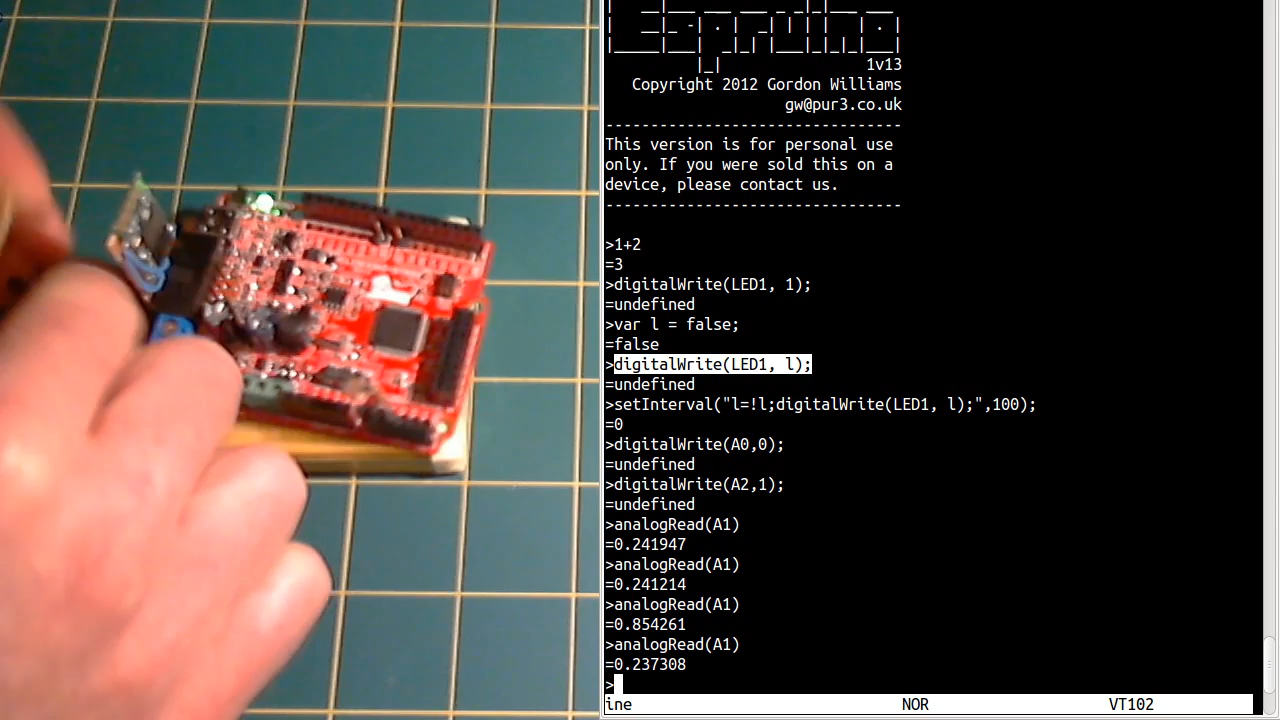 1v13
Copyright 2012 Gordon Williams
gw@pur3.co.uk
--------------------------------
This version is for personal use
only. If you were sold this on a
device, please contact us.
--------------------------------
>1+2
=3
>digitalWrite(LED1, 1);
=undefined
>var l = false;
=false
>digitalWrite(LED1, l);
=undefined
>setInterval("l=!l;digitalWrite(LED1, l);",100);
=0
>digitalWrite(A0,0);
=undefined
>digitalWrite(A2,1);
=undefined
>analogRead(A1)
=0.241947
>analogRead(A1)
=0.241214
>analogRead(A1)
=0.854261
>analogRead(A1)
=0.237308
>
ine NOR VT102